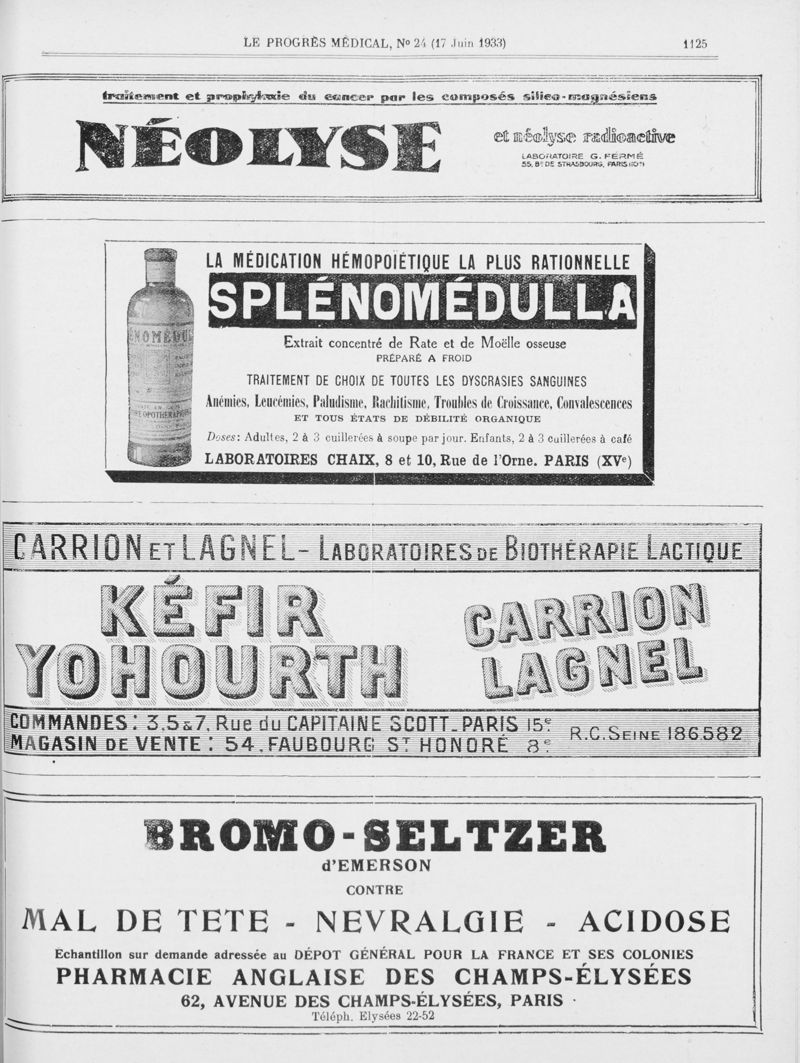 LE PROGRÈS MÉDICAL, No 24 (17 Juin 1933) 1125
traitement et prophylaxie du cancer par les composés silico-magnésiens
NÉOLYSE
et néolyse radioactive
LABORATOIRE G. FERMÉ
55, Bd DE STRASBOURG, PARIS (10e)
LA MÉDICATION HÉMOPOÏÉTIQUE LA PLUS RATIONNELLE
SPLÉNOMÉDULLA
Extrait concentré de Rate et de Moëlle osseuse
PRÉPARÉ A FROID
TRAITEMENT DE CHOIX DE TOUTES LES DYSCRASIES SANGUINES
Anémies, Leucémies, Paludisme, Rachitisme, Troubles de Croissance, Convalescences
ET TOUS ÉTATS DE DÉBILITÉ ORGANIQUE
Doses: Adultes, 2 à 3 cuillerées à soupe par jour. Enfants, 2 à 3 cuillerées à café
LABORATOIRES CHAIX, 8 et 10, Rue de l'Orne. PARIS (XVe)
CARRION ET LAGNEL - LABORATOIRES DE BIOTHÉRAPIE LACTIQUE
KÉFIR
YOHOURTH
CARRION
LAGNEL
COMMANDES: 3,5 & 7, Rue du CAPITAINE SCOTT_PARIS 15e
MAGASIN DE VENTE: 54, FAUBOURG ST HONORÉ 8e
R.C. SEINE 186582
BROMO-SELTZER
d'EMERSON
CONTRE
MAL DE TETE - NEVRALGIE - ACIDOSE
Echantillon sur demande adressée au DÉPOT GÉNÉRAL POUR LA FRANCE ET SES COLONIES
PHARMACIE ANGLAISE DES CHAMPS-ÉLYSÉES
62, AVENUE DES CHAMPS-ÉLYSÉES, PARIS
Téléph. Elysées 22-52